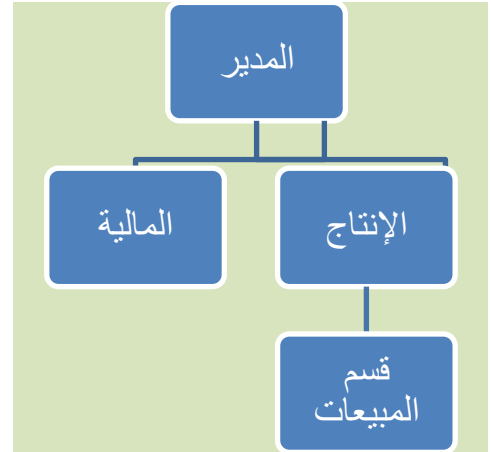 المدير
الإنتاج
المالية
قسم
المبيعات